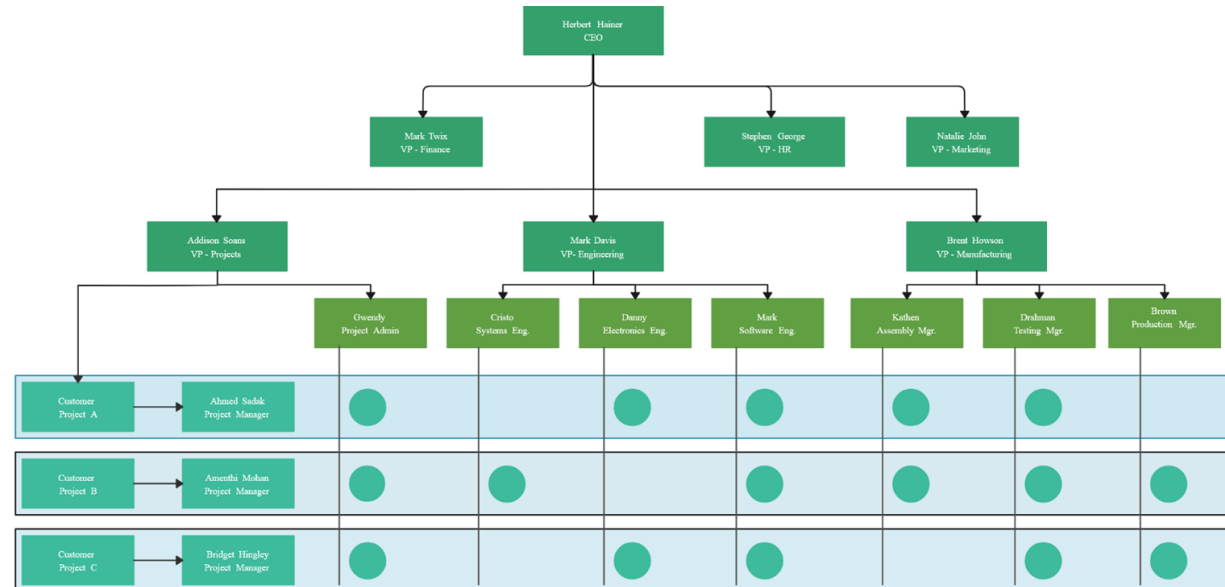 Herbert Hainer
CEO
Mark Twix
VP - Finance
Stephen George
VP - HR
Natalie John
VP - Marketing
Addison Soans
VP - Projects
Mark Davis
VP- Engineering
Brent Howson
VP - Manufacturing
Gwendy
Project Admin
Cristo
Systems Eng.
Danny
Electronics Eng.
Mark
Software Eng.
Kathen
Assembly Mgr.
Drahman
Testing Mgr.
Brown
Production Mgr.
Customer
Project A
Ahmed Sadak
Project Manager
Customer
Project B
Amenthi Mohan
Project Manager
Customer
Project C
Bridget Hingley
Project Manager